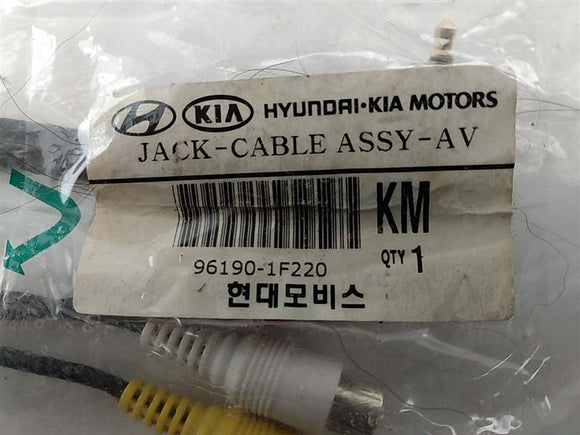 KIA HYUNDAI·KIA MOTORS
JACK-CABLE ASSY-AV
KM
96190-1F220
QTY 1
현대모비스